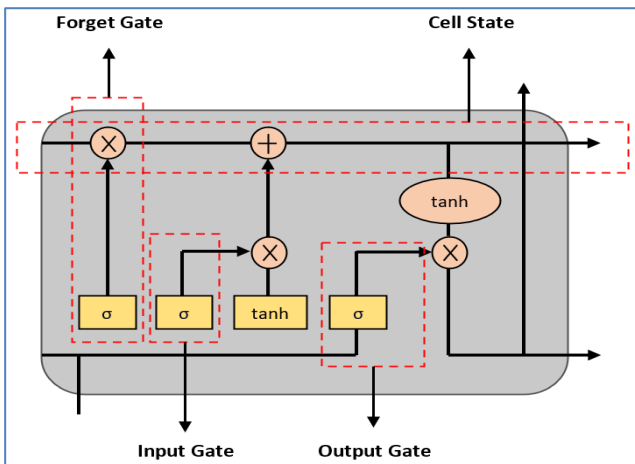 Forget Gate
Cell State
×
+
tanh
×
×
σ
σ
tanh
σ
Input Gate
Output Gate